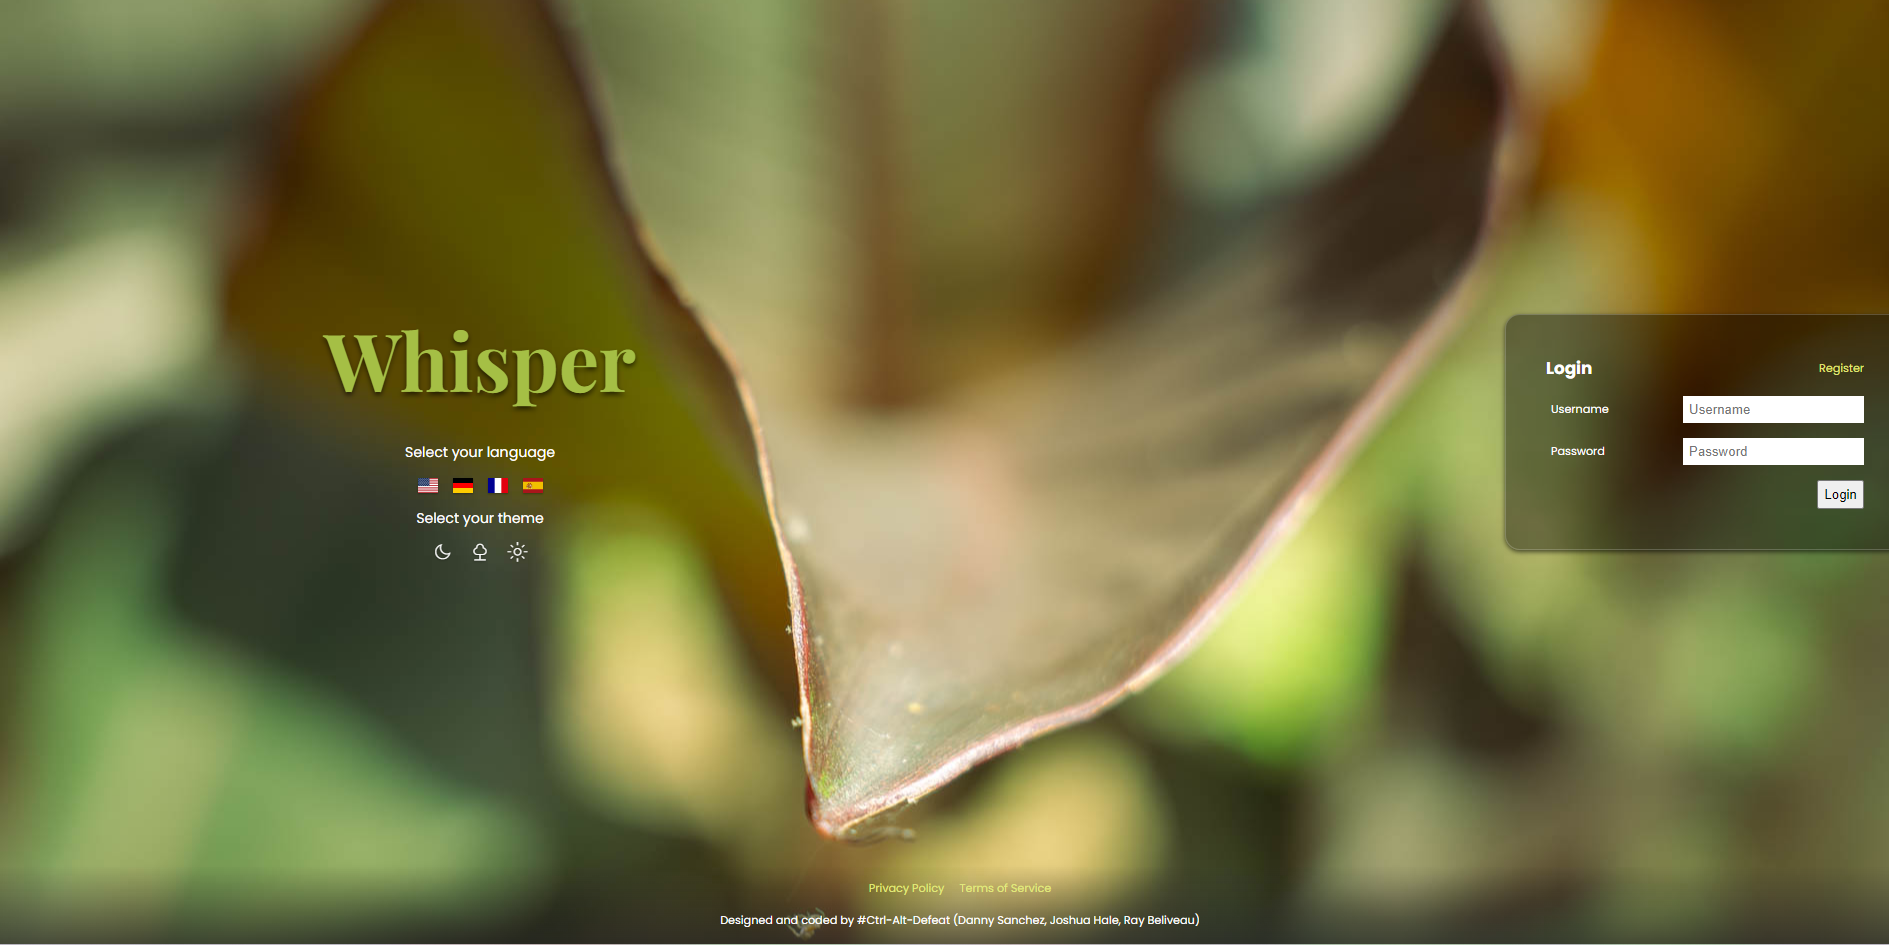 Whisper
Select your language
Select your theme
Login
Register
Username
Username
Password
Password
Login
Privacy Policy
Terms of Service
Designed and coded by #Ctrl-Alt-Defeat (Danny Sanchez, Joshua Hale, Ray Beliveau)